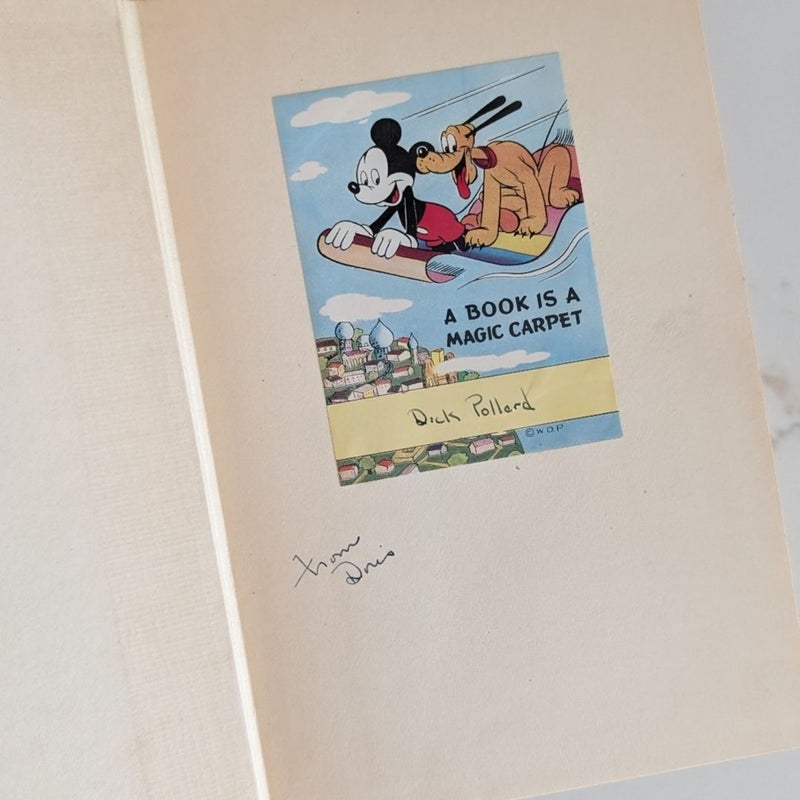 A BOOK IS A
MAGIC CARPET
Dick Pollard
© W.D.P.
from
Doris